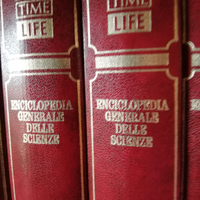 TIME
LIFE
ENCICLOPEDIA
GENERALE
DELLE
SCIENZE
TIME
LIFE
ENCICLOPEDIA
GENERALE
DELLE
SCIENZE